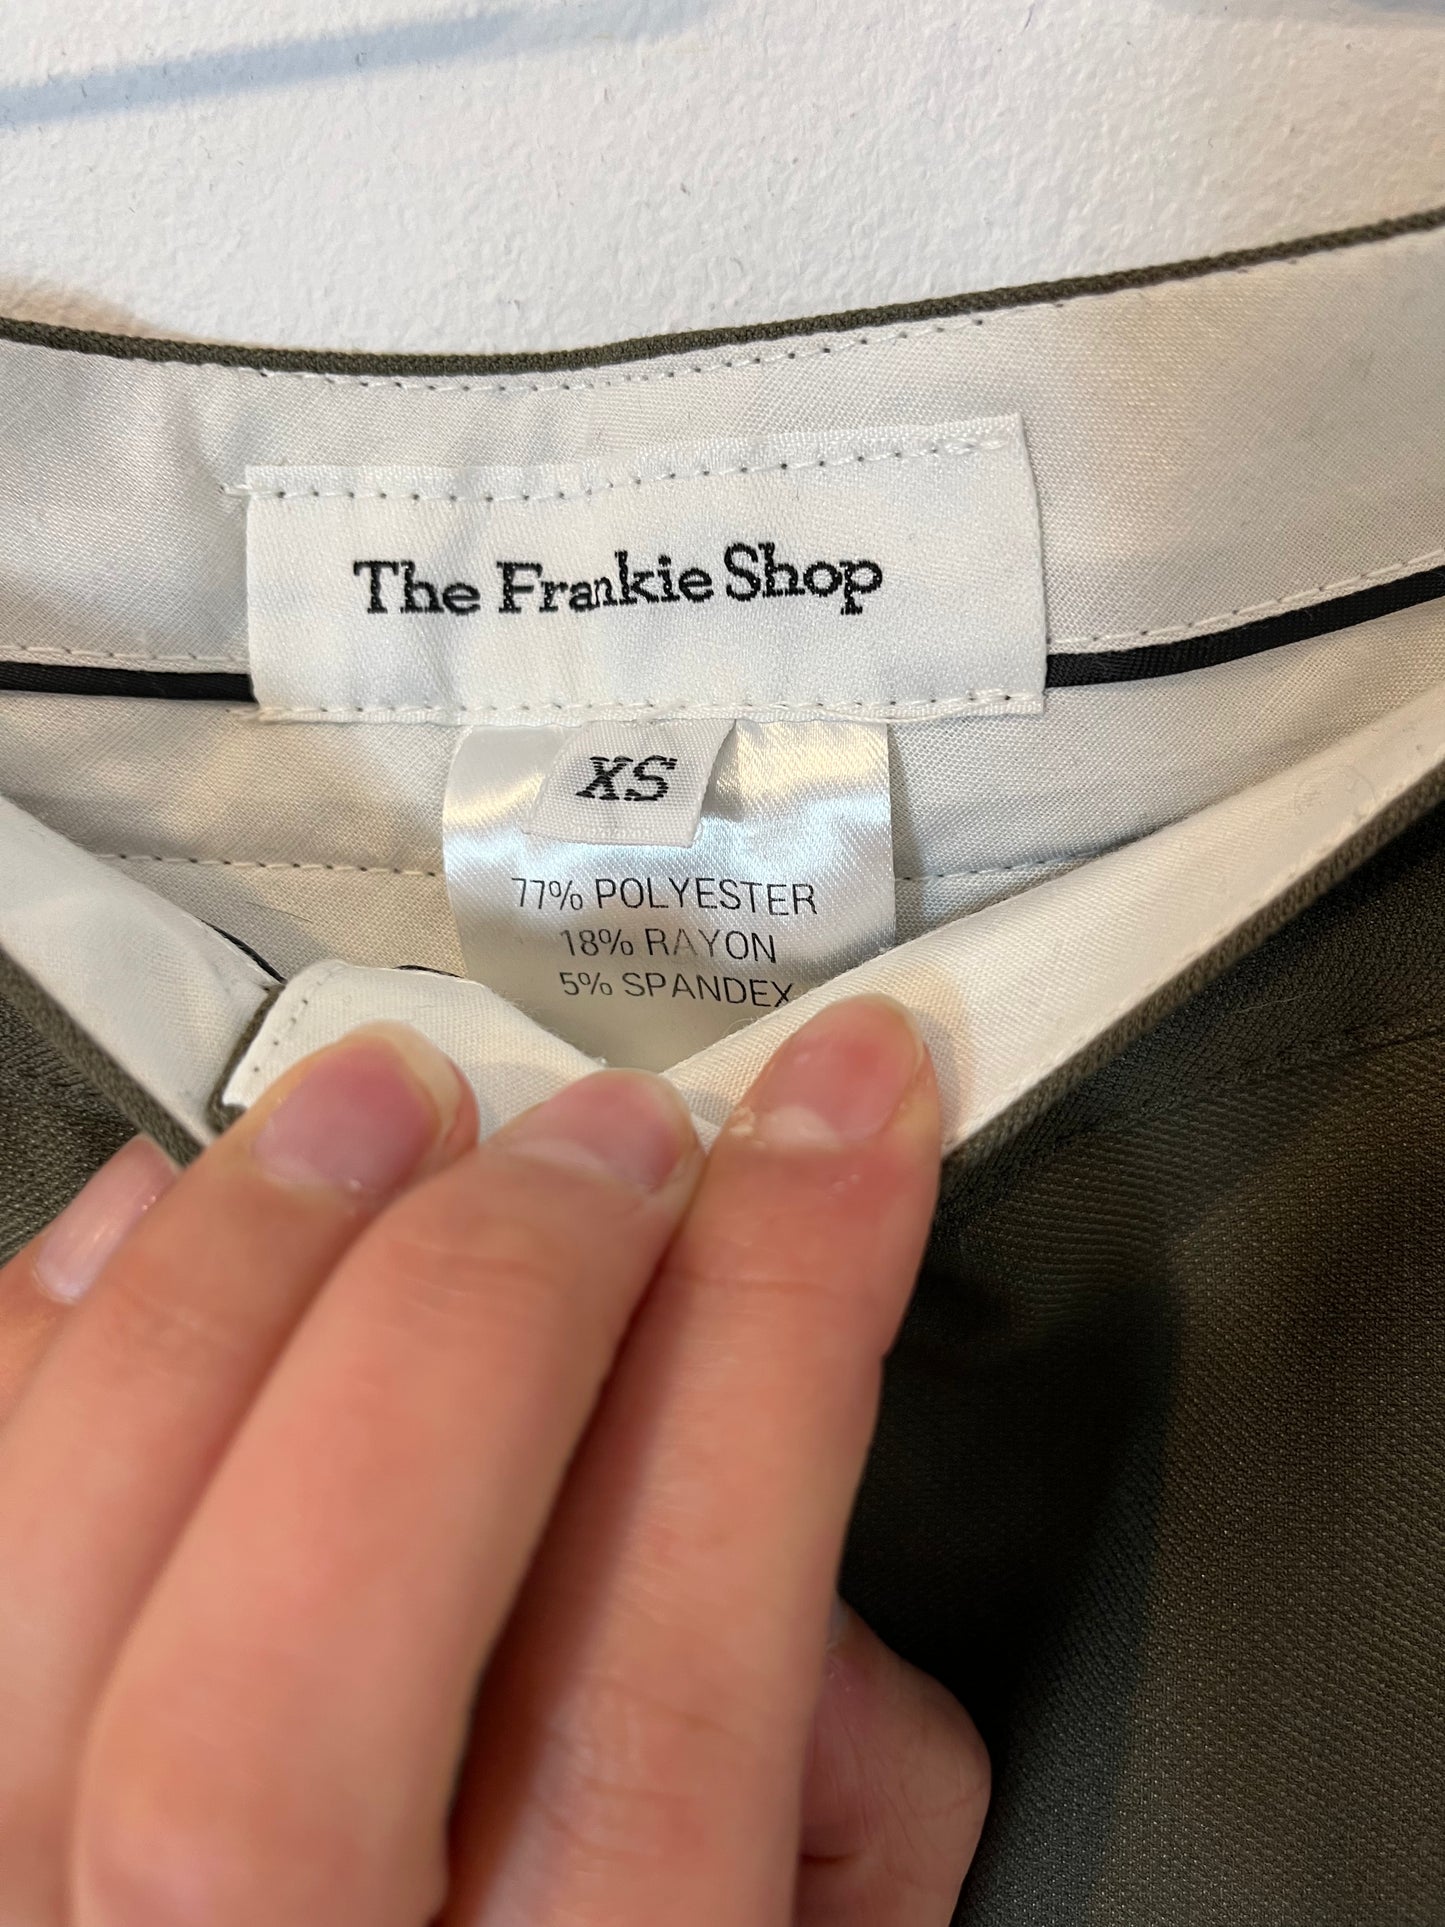 The Frankie Shop
XS
77% POLYESTER
18% RAYON
5% SPANDEX